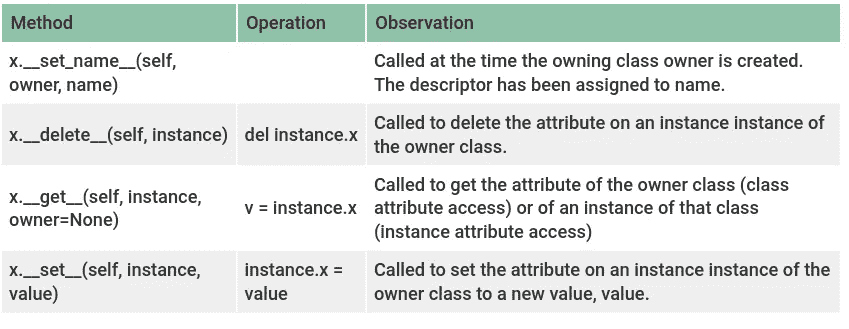 Method Operation Observation
x.__set_name__(self,
owner, name)
Called at the time the owning class owner is created.
The descriptor has been assigned to name.
x.__delete__(self, instance)
del instance.x
Called to delete the attribute on an instance instance of
the owner class.
x.__get__(self, instance,
owner=None)
v = instance.x
Called to get the attribute of the owner class (class
attribute access) or of an instance of that class
(instance attribute access)
x.__set__(self, instance,
value)
instance.x =
value
Called to set the attribute on an instance instance of the
owner class to a new value, value.